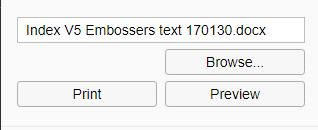 Index V5 Embossers text 170130.docx
Browse...
Print Preview